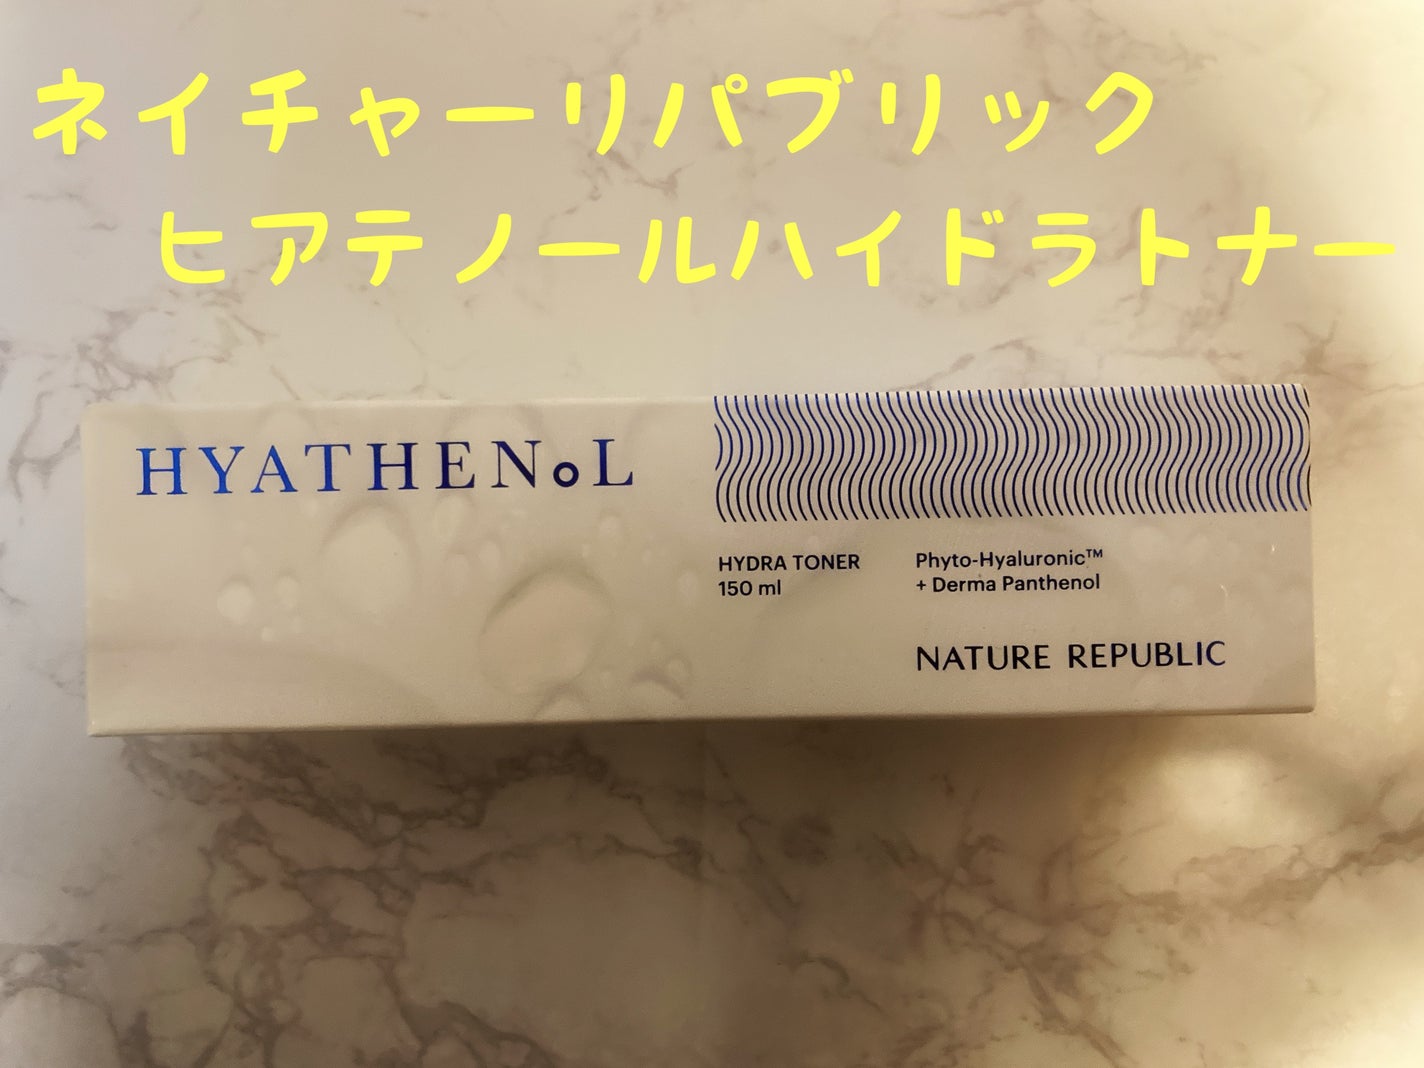 ネイチャーリパブリック
ヒアテノールハイドラトナー
HYATHENoL
HYDRA TONER
150 ml
Phyto-Hyaluronic™
+ Derma Panthenol
NATURE REPUBLIC